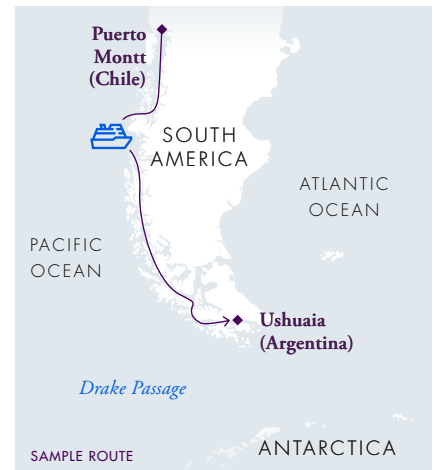 Puerto
Montt
(Chile)
SOUTH
AMERICA
ATLANTIC
OCEAN
PACIFIC
OCEAN
Ushuaia
(Argentina)
Drake Passage
ANTARCTICA
SAMPLE ROUTE